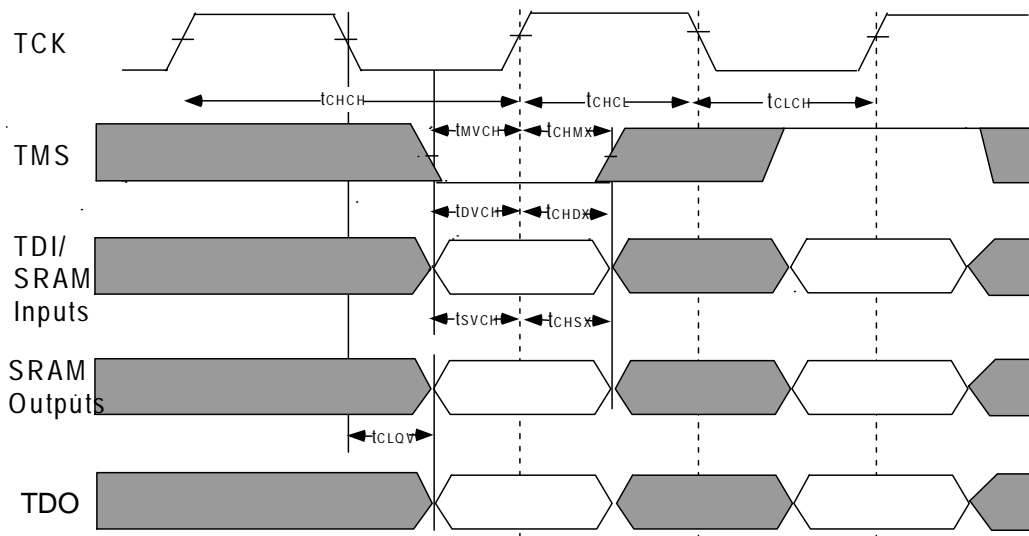 TCK
tCHCH
tCHCL
tCLCH
TMS
tMVCH
tCHMX
tDVCH
tCHDX
TDI/
SRAM
Inputs
tSVCH
tCHSX
SRAM
Outputs
tCLQV
TDO